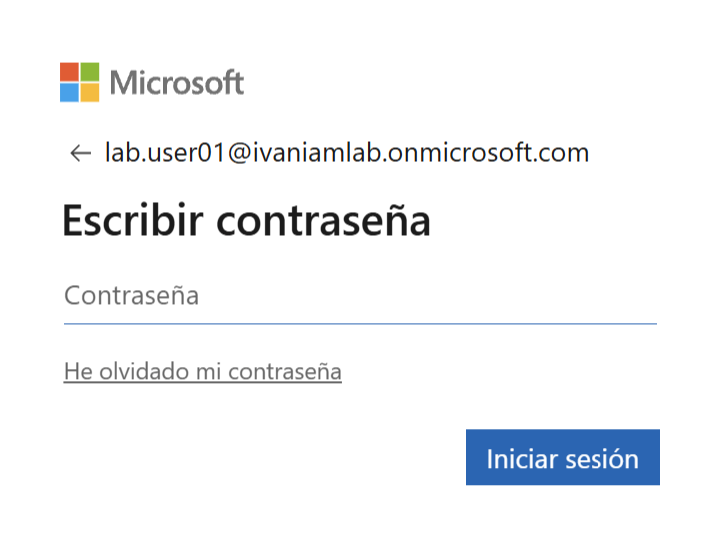 Microsoft
← lab.user01@ivaniamlab.onmicrosoft.com
Escribir contraseña
Contraseña
He olvidado mi contraseña
Iniciar sesión